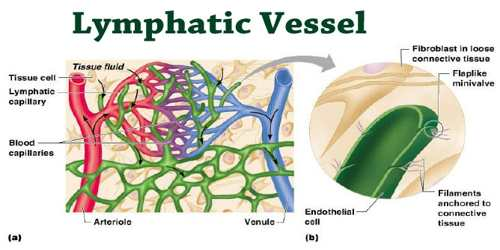 Lymphatic Vessel
Tissue cell
Tissue fluid
Lymphatic
capillary
Blood
capillaries
Arteriole
Venule
(a)
Fibroblast in loose
connective tissue
Flaplike
minivalve
Filaments
anchored to
connective
tissue
Endothelial
cell
(b)